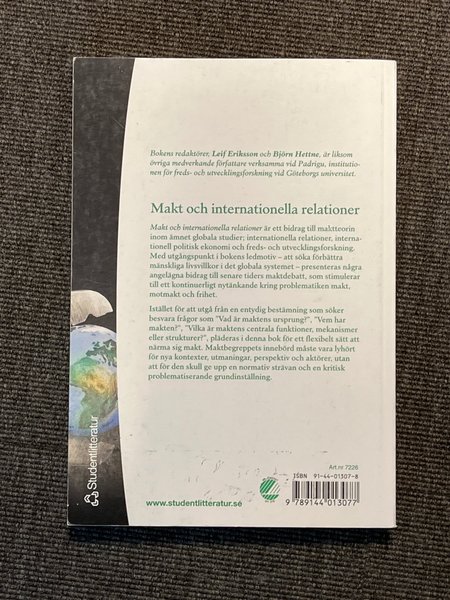 Bokens redaktörer, Leif Eriksson och Björn Hettne, är liksom
övriga medverkande författare verksamma vid Padrigu, institutio-
nen för freds- och utvecklingsforskning vid Göteborgs universitet.
Makt och internationella relationer
Makt och internationella relationer är ett bidrag till maktteorin
inom ämnet globala studier; internationella relationer, interna-
tionell politisk ekonomi och freds- och utvecklingsforskning.
Med utgångspunkt i bokens ledmotiv – att söka förbättra
mänskliga livsvillkor i det globala systemet – presenteras några
angelägna bidrag till senare tiders maktdebatt, som stimulerar
till ett kontinuerligt nytänkande kring problematiken makt,
motmakt och frihet.
Istället för att utgå från en entydig bestämning som söker
besvara frågor som "Vad är maktens ursprung?", "Vem har
makten?", "Vilka är maktens centrala funktioner, mekanismer
eller strukturer?", pläderas i denna bok för ett flexibelt sätt att
närma sig makt. Maktbegreppets innebörd måste vara lyhört
för nya kontexter, utmaningar, perspektiv och aktörer, utan
att för den skull ge upp en normativ strävan och en kritisk
problematiserande grundinställning.
Studentlitteratur
www.studentlitteratur.se
Art.nr 7226
ISBN 91-44-01307-8
9 789144 013077